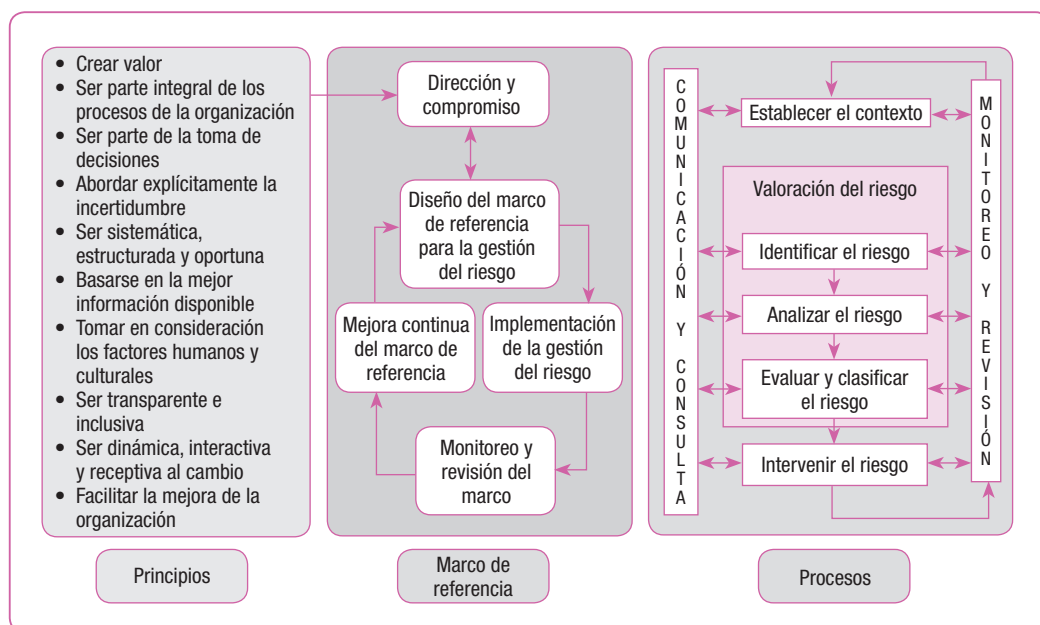 • Crear valor
• Ser parte integral de los
procesos de la organización
• Ser parte de la toma de
decisiones
• Abordar explícitamente la
incertidumbre
• Ser sistemática,
estructurada y oportuna
• Basarse en la mejor
información disponible
• Tomar en consideración
los factores humanos y
culturales
• Ser transparente e
inclusiva
• Ser dinámica, interactiva
y receptiva al cambio
• Facilitar la mejora de la
organización
Principios
Dirección y
compromiso
Diseño del marco
de referencia
para la gestión
del riesgo
Mejora continua
del marco de
referencia
Implementación
de la gestión
del riesgo
Monitoreo y
revisión del
marco
Marco de
referencia
COMUNICACIÓN Y CONSULTA
Establecer el contexto
Valoración del riesgo
Identificar el riesgo
Analizar el riesgo
Evaluar y clasificar
el riesgo
Intervenir el riesgo
MONITOREO Y REVISIÓN
Procesos